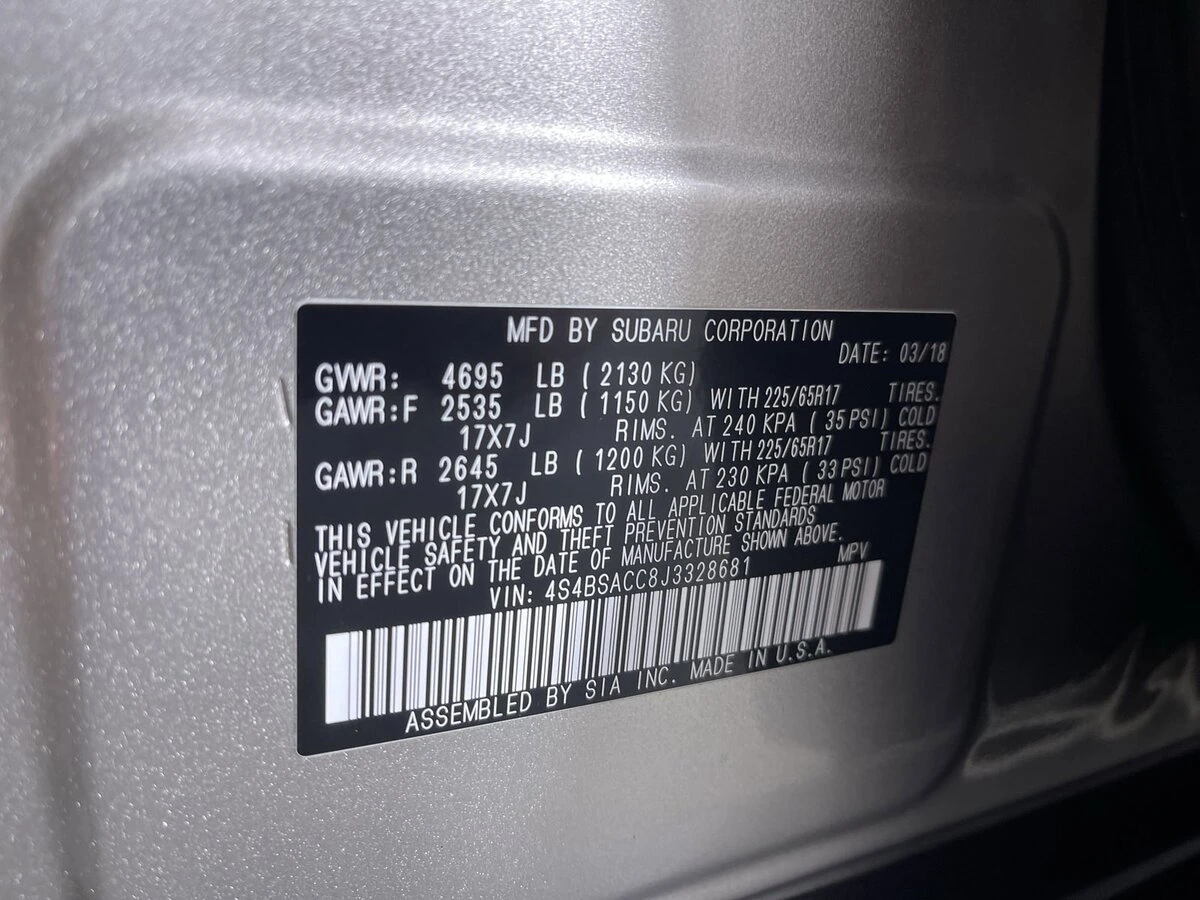 MFD BY SUBARU CORPORATION
DATE: 03/18
GVWR: 4695 LB ( 2130 KG)
GAWR:F 2535 LB ( 1150 KG) WITH 225/65R17 TIRES.
17X7J RIMS. AT 240 KPA ( 35 PSI) COLD
GAWR:R 2645 LB ( 1200 KG) WITH 225/65R17 TIRES.
17X7J RIMS. AT 230 KPA ( 33 PSI) COLD
THIS VEHICLE CONFORMS TO ALL APPLICABLE FEDERAL MOTOR
VEHICLE SAFETY AND THEFT PREVENTION STANDARDS
IN EFFECT ON THE DATE OF MANUFACTURE SHOWN ABOVE.
VIN: 4S4BSACC8J3328681 MPV
ASSEMBLED BY SIA INC. MADE IN U.S.A.